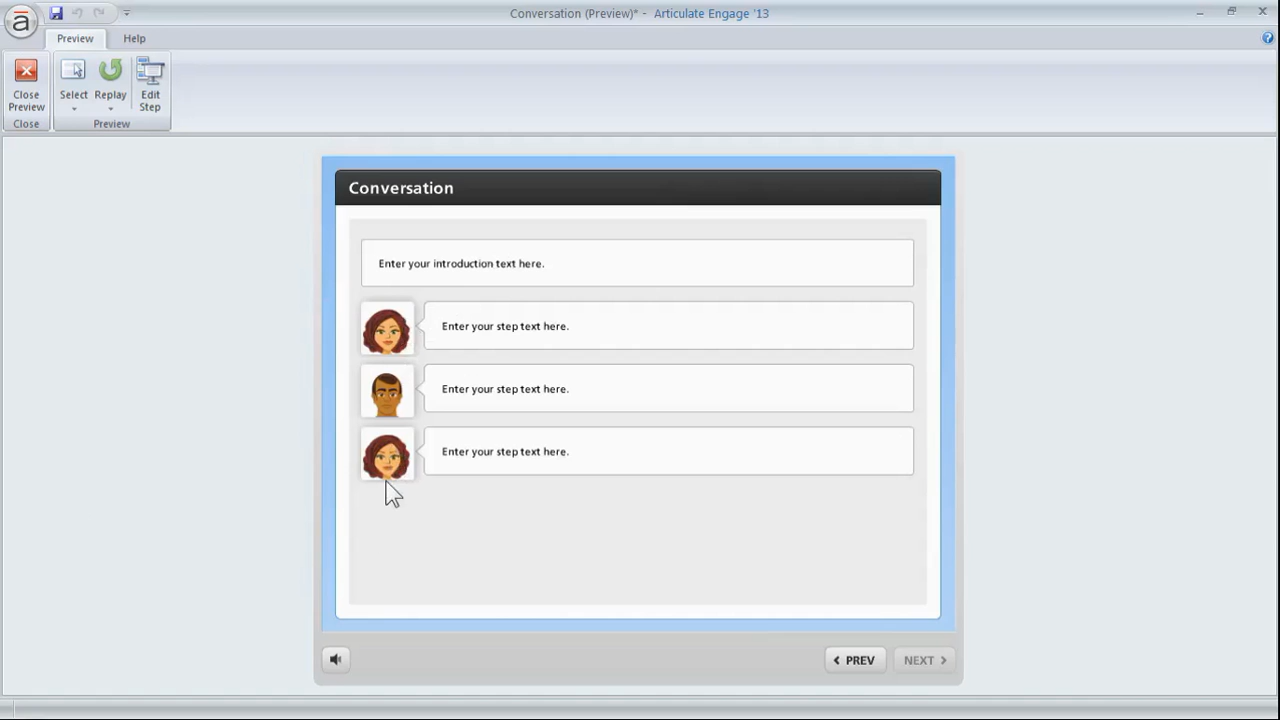 Conversation (Preview)* - Articulate Engage '13
Preview
Help
Close Preview
Select
Replay
Edit Step
Close
Preview
Conversation
Enter your introduction text here.
Enter your step text here.
Enter your step text here.
Enter your step text here.
PREV
NEXT